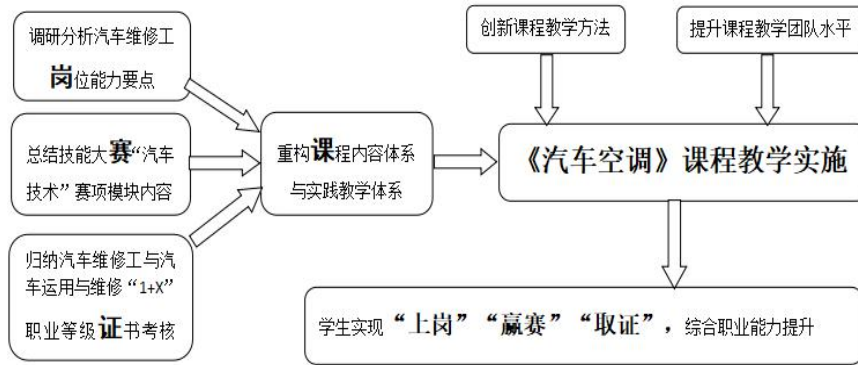 调研分析汽车维修工
岗位能力要点
总结技能大赛“汽车
技术”赛项模块内容
归纳汽车维修工与汽
车运用与维修“1+X”
职业等级证书考核
重构课程内容体系
与实践教学体系
创新课程教学方法
提升课程教学团队水平
《汽车空调》课程教学实施
学生实现“上岗”“赢赛”“取证”，综合职业能力提升